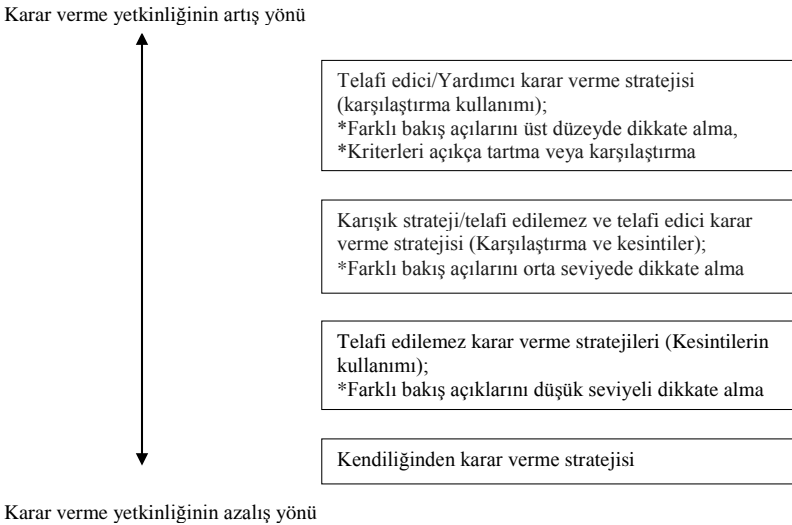 Karar verme yetkinliğinin artış yönü
Telafi edici/Yardımcı karar verme stratejisi
(karşılaştırma kullanımı);
*Farklı bakış açılarını üst düzeyde dikkate alma,
*Kriterleri açıkça tartma veya karşılaştırma
Karışık strateji/telafi edilemez ve telafi edici karar
verme stratejisi (Karşılaştırma ve kesintiler);
*Farklı bakış açılarını orta seviyede dikkate alma
Telafi edilemez karar verme stratejileri (Kesintilerin
kullanımı);
*Farklı bakış açıklarını düşük seviyeli dikkate alma
Kendiliğinden karar verme stratejisi
Karar verme yetkinliğinin azalış yönü